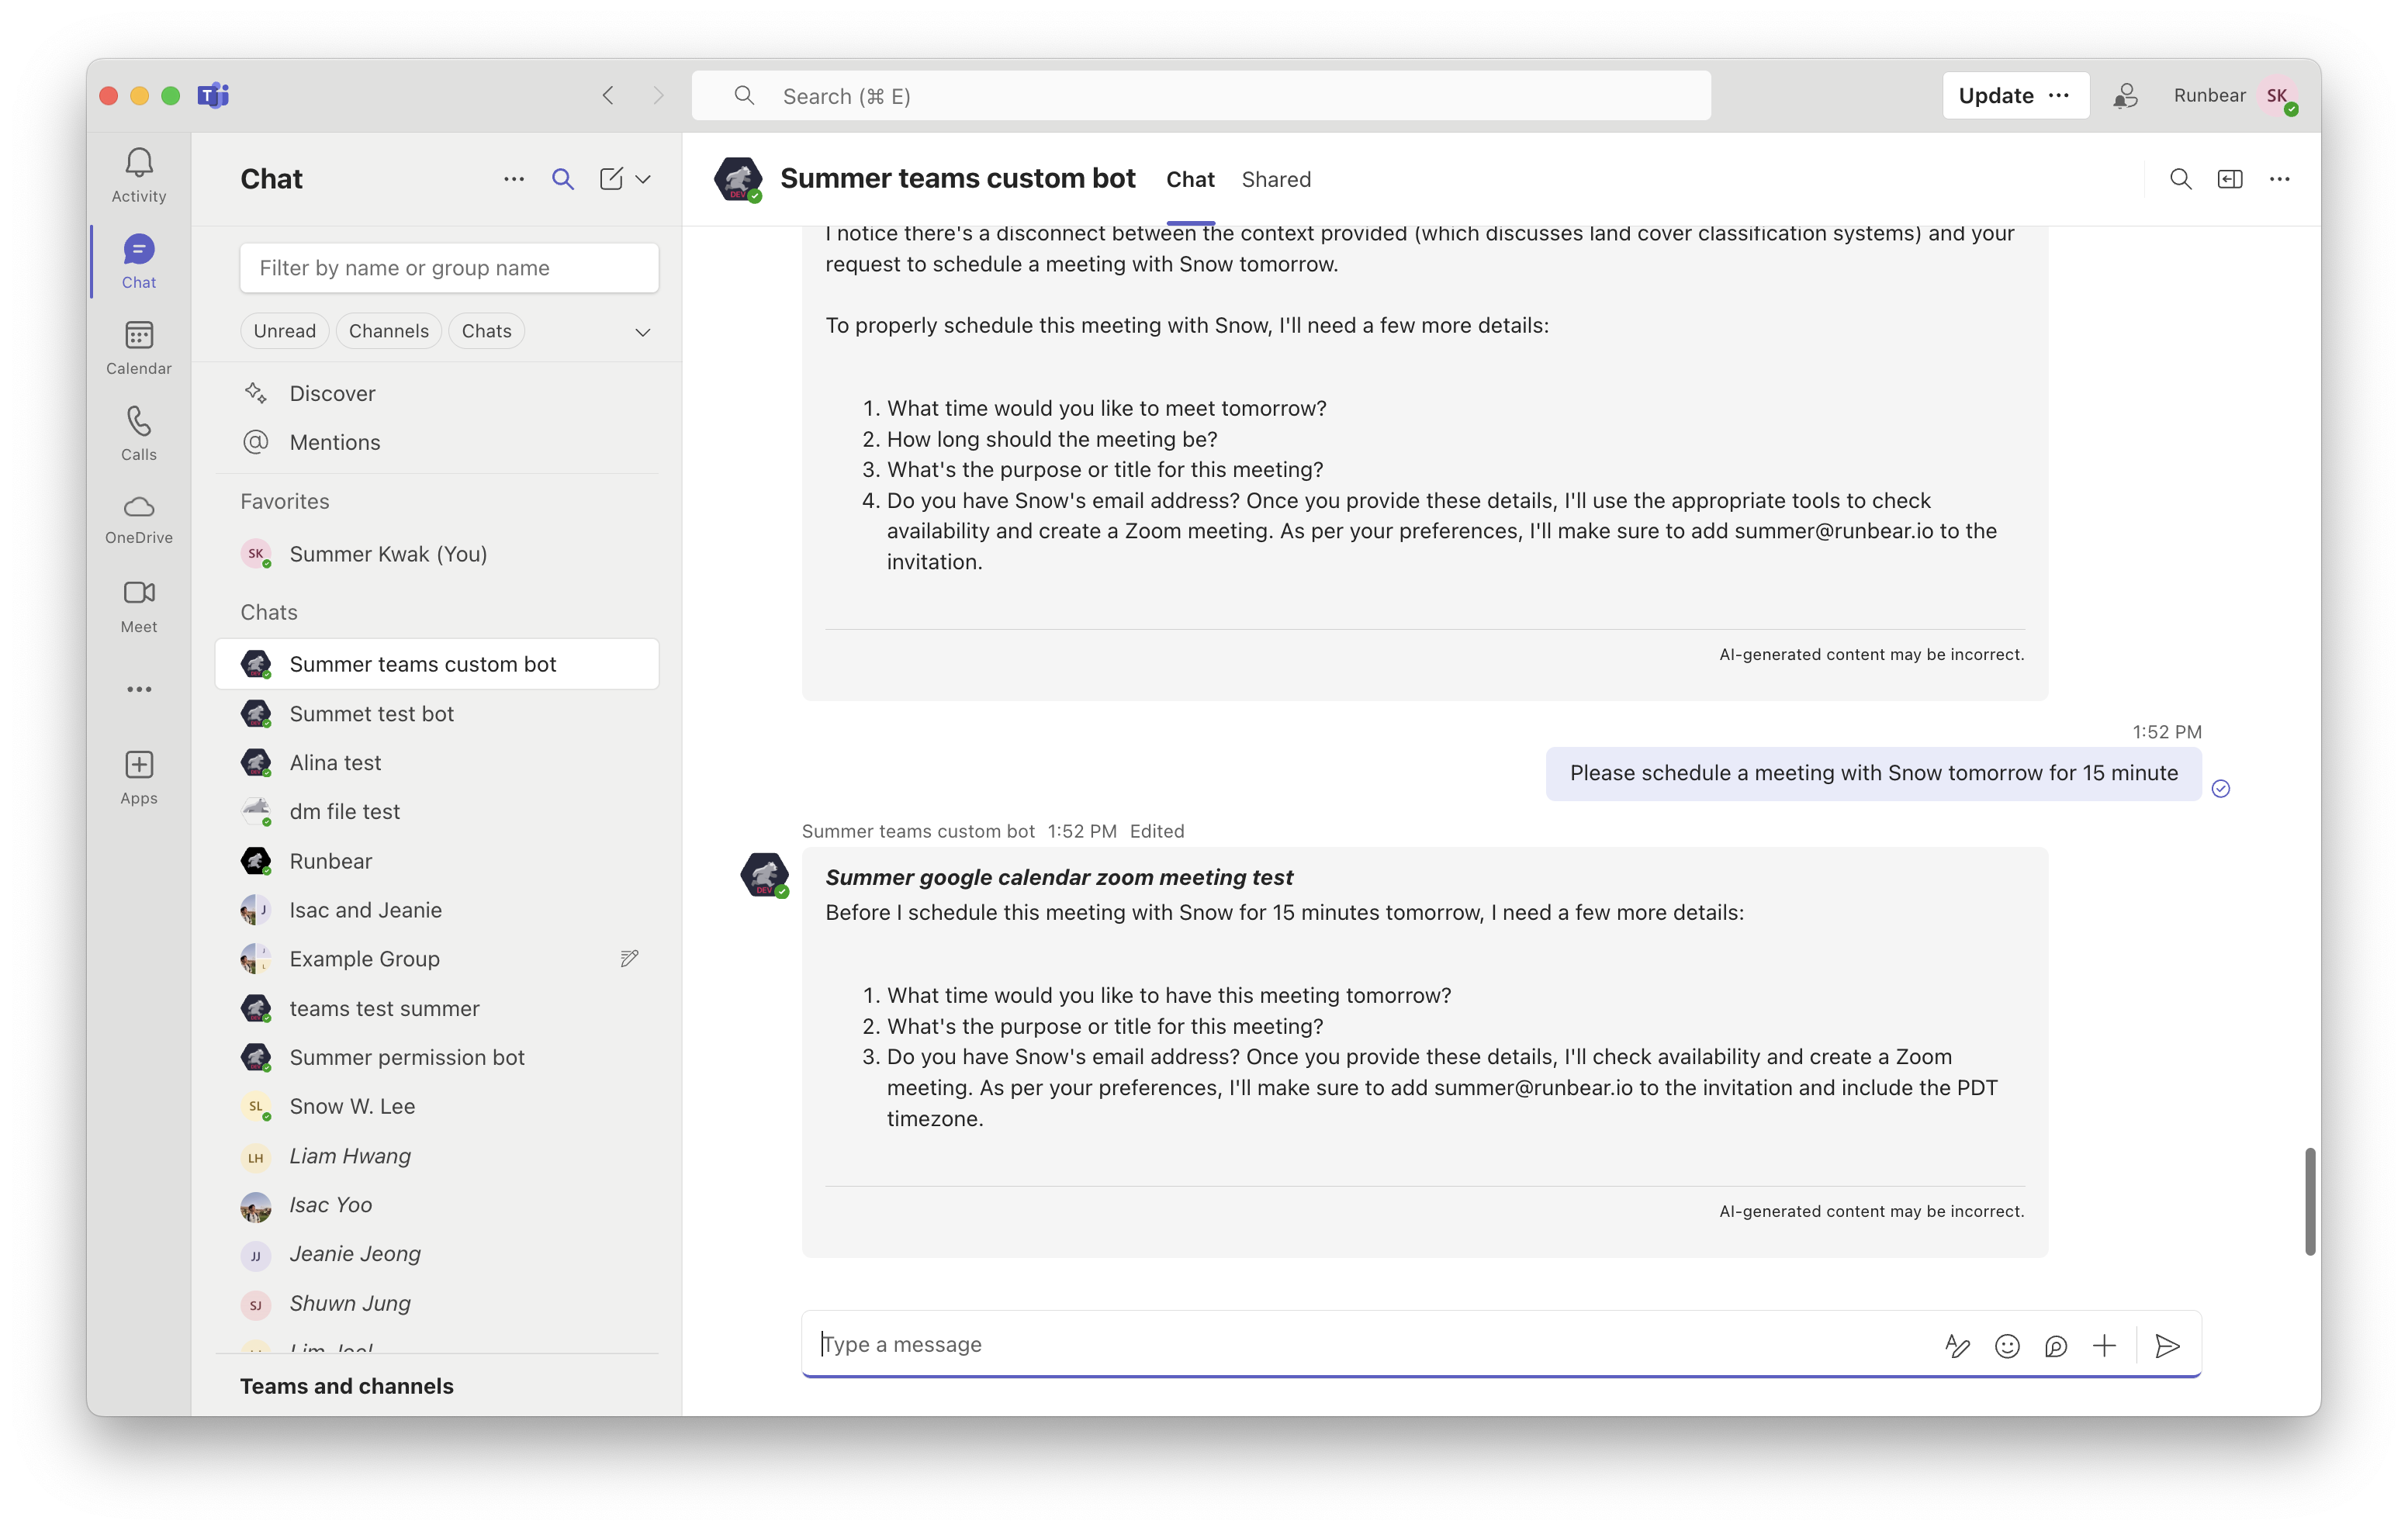 Search (⌘ E)
Update
Runbear
SK
Activity
Chat
Calendar
Calls
OneDrive
Meet
Apps
Chat
Filter by name or group name
Unread
Channels
Chats
Discover
Mentions
Favorites
SK
Summer Kwak (You)
Chats
Summer teams custom bot
Summet test bot
Alina test
dm file test
Runbear
J
Isac and Jeanie
Example Group
teams test summer
Summer permission bot
SL
Snow W. Lee
LH
Liam Hwang
Isac Yoo
JJ
Jeanie Jeong
SJ
Shuwn Jung
Teams and channels
DEV
Summer teams custom bot
Chat
Shared
I notice there's a disconnect between the context provided (which discusses land cover classification systems) and your
request to schedule a meeting with Snow tomorrow.
To properly schedule this meeting with Snow, I'll need a few more details:
1. What time would you like to meet tomorrow?
2. How long should the meeting be?
3. What's the purpose or title for this meeting?
4. Do you have Snow's email address? Once you provide these details, I'll use the appropriate tools to check
availability and create a Zoom meeting. As per your preferences, I'll make sure to add summer@runbear.io to the
invitation.
AI-generated content may be incorrect.
1:52 PM
Please schedule a meeting with Snow tomorrow for 15 minute
Summer teams custom bot 1:52 PM Edited
DEV
Summer google calendar zoom meeting test
Before I schedule this meeting with Snow for 15 minutes tomorrow, I need a few more details:
1. What time would you like to have this meeting tomorrow?
2. What's the purpose or title for this meeting?
3. Do you have Snow's email address? Once you provide these details, I'll check availability and create a Zoom
meeting. As per your preferences, I'll make sure to add summer@runbear.io to the invitation and include the PDT
timezone.
AI-generated content may be incorrect.
Type a message